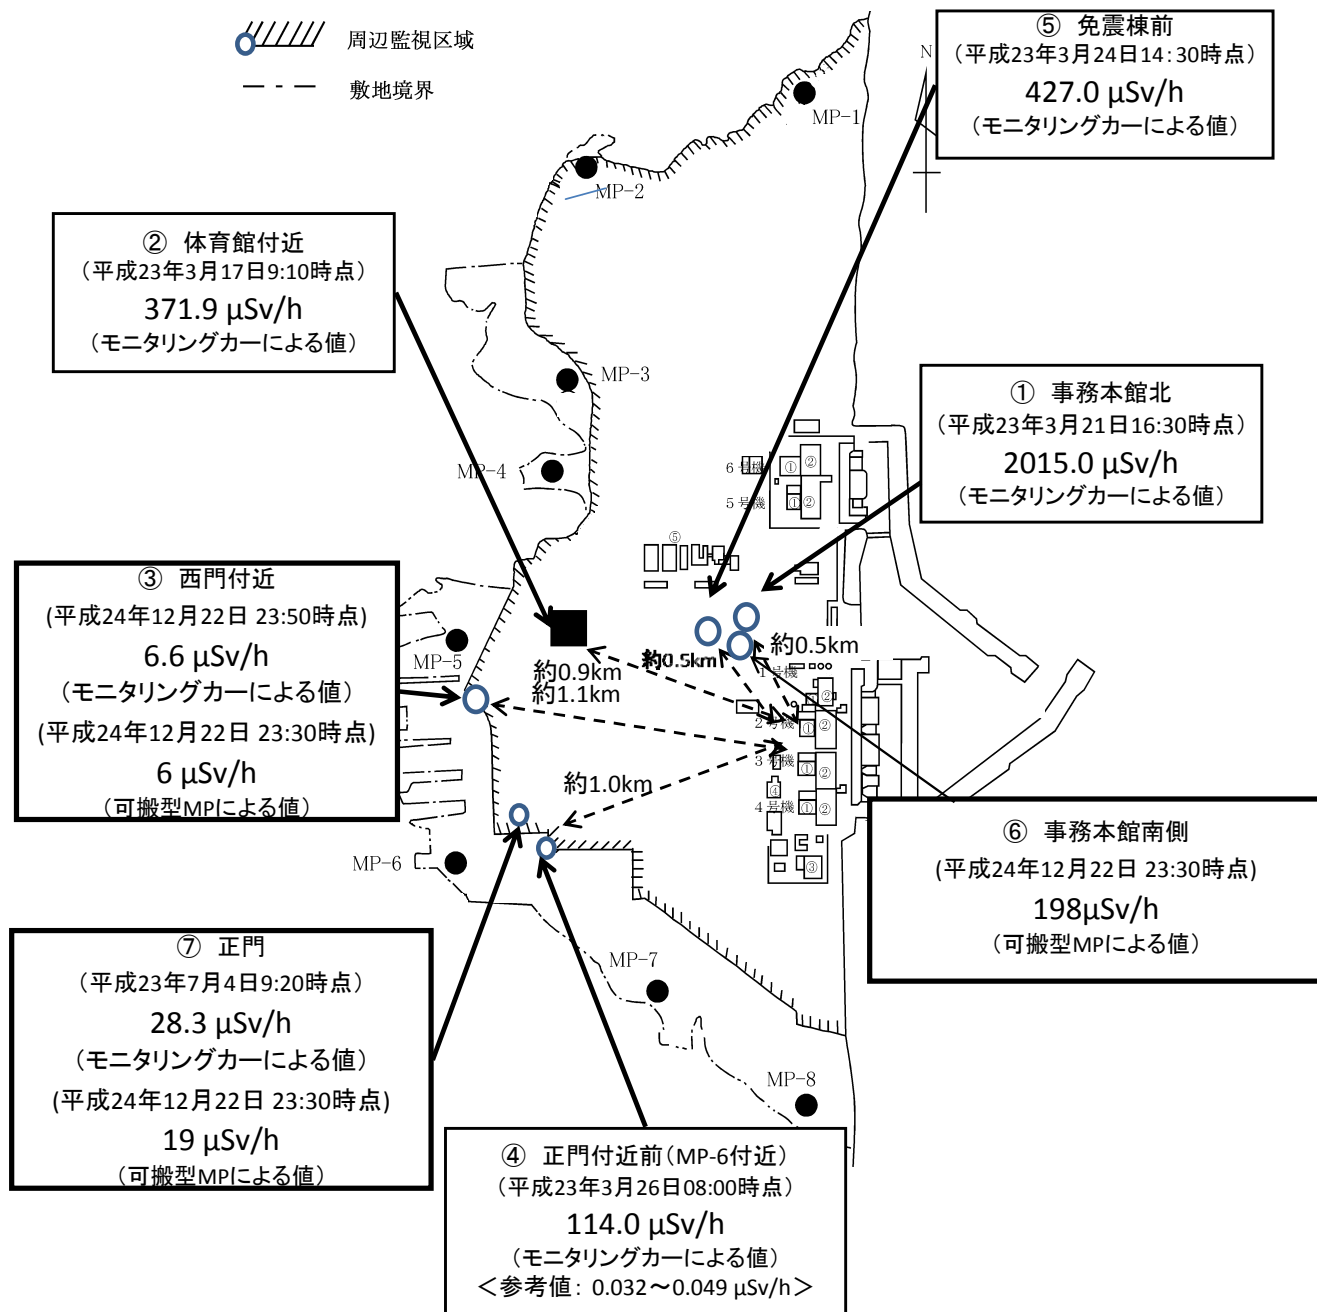 周辺監視区域
敷地境界
⑤ 免震棟前
(平成23年3月24日14:30時点)
427.0 μSv/h
(モニタリングカーによる値)
N
MP-1
MP-2
② 体育館付近
(平成23年3月17日9:10時点)
371.9 μSv/h
(モニタリングカーによる値)
MP-3
MP-4
① 事務本館北
(平成23年3月21日16:30時点)
2015.0 μSv/h
(モニタリングカーによる値)
6号機
①
②
5号機
①
②
⑤
③ 西門付近
(平成24年12月22日 23:50時点)
6.6 μSv/h
(モニタリングカーによる値)
(平成24年12月22日 23:30時点)
6 μSv/h
(可搬型MPによる値)
MP-5
約0.9km
約1.1km
約0.5km
約0.5km
1号機
②
2号機
①
②
3号機
①
②
約1.0km
④
4号機
①
②
③
MP-6
⑥ 事務本館南側
(平成24年12月22日 23:30時点)
198μSv/h
(可搬型MPによる値)
⑦ 正門
(平成23年7月4日9:20時点)
28.3 μSv/h
(モニタリングカーによる値)
(平成24年12月22日 23:30時点)
19 μSv/h
(可搬型MPによる値)
MP-7
MP-8
④ 正門付近前(MP-6付近)
(平成23年3月26日08:00時点)
114.0 μSv/h
(モニタリングカーによる値)
<参考値: 0.032～0.049 μSv/h>